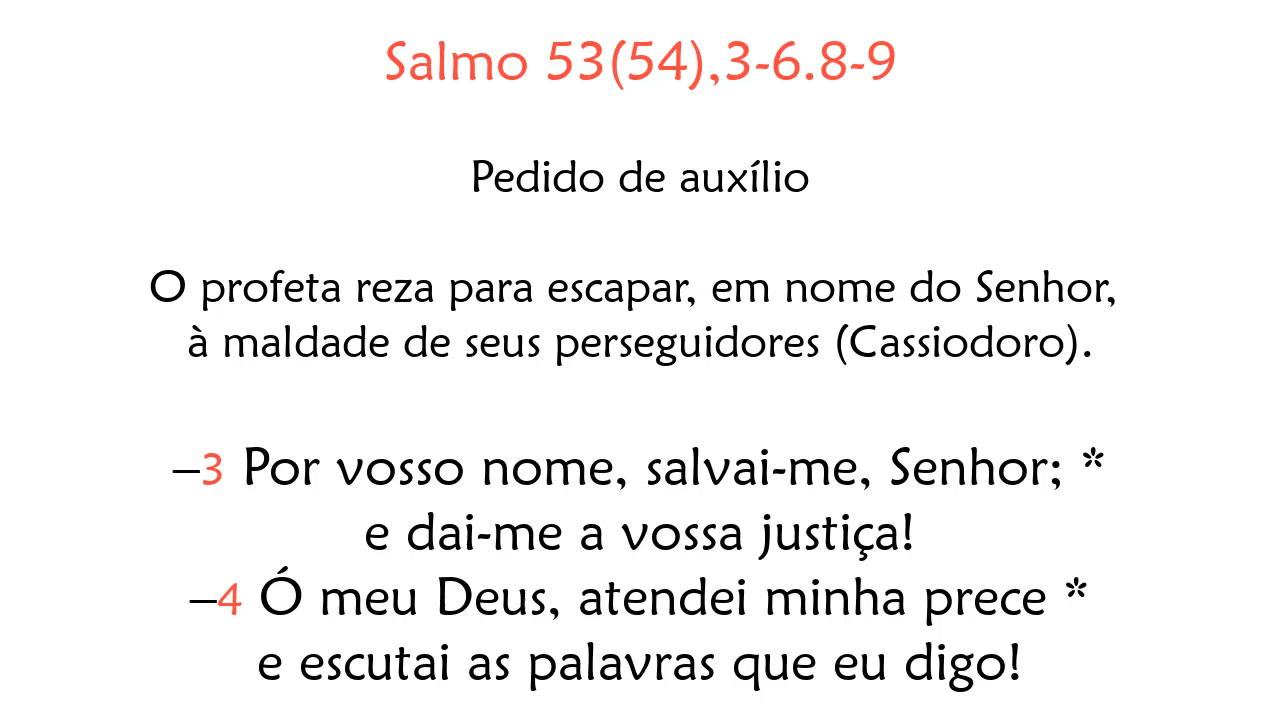 Salmo 53(54),3-6.8-9
Pedido de auxílio
O profeta reza para escapar, em nome do Senhor,
à maldade de seus perseguidores (Cassiodoro).
–3 Por vosso nome, salvai-me, Senhor; *
e dai-me a vossa justiça!
–4 Ó meu Deus, atendei minha prece *
e escutai as palavras que eu digo!